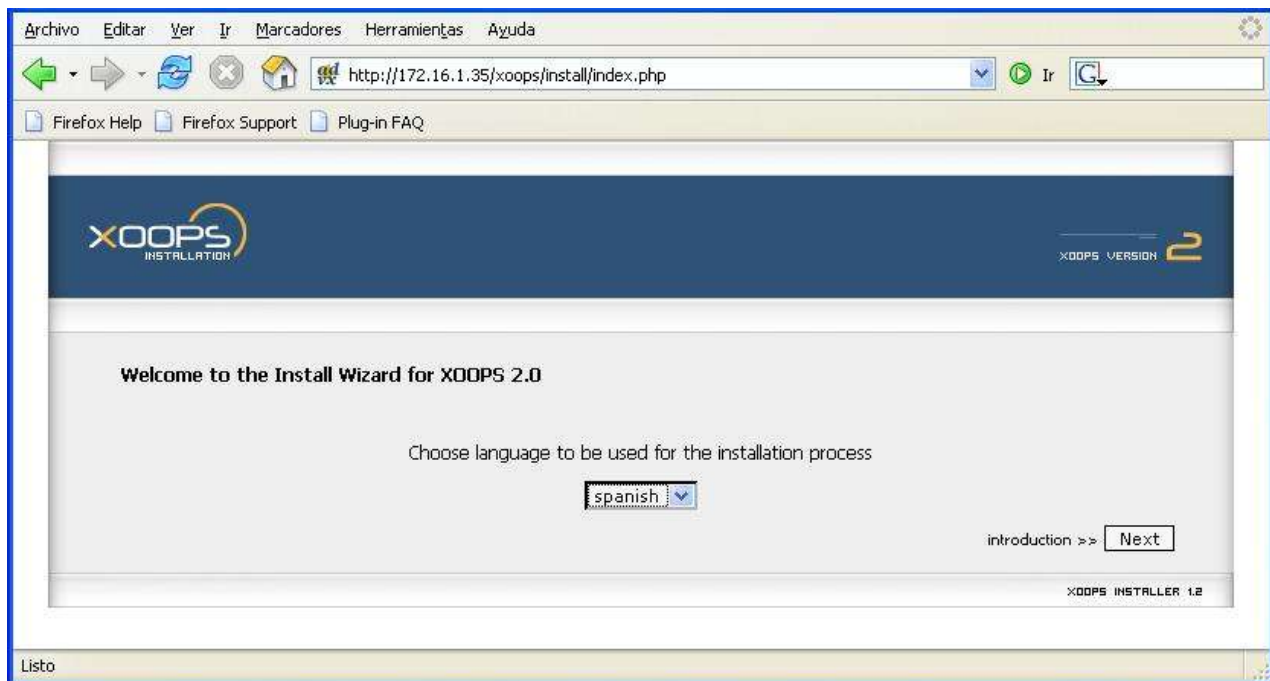 Archivo Editar Ver Ir Marcadores Herramientas Ayuda
http://172.16.1.35/xoops/install/index.php Ir G
Firefox Help Firefox Support Plug-in FAQ
XOOPS
INSTALLATION
XOOPS VERSION 2
Welcome to the Install Wizard for XOOPS 2.0
Choose language to be used for the installation process
spanish
introduction >> Next
XOOPS INSTALLER 1.2
Listo